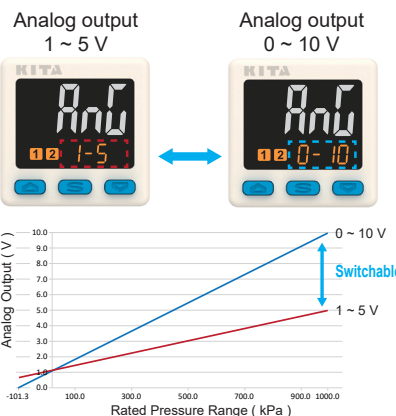 Analog output
1 ~ 5 V
Analog output
0 ~ 10 V
KITA
KITA
AnG
AnG
1 2 1-5
1 2 0-10
S
S
Analog Output ( V )
10.0
9.0
8.0
7.0
6.0
5.0
4.0
3.0
2.0
1.0
0.0
0 ~ 10 V
Switchable
1 ~ 5 V
-101.3
100.0
300.0
500.0
700.0
900.0
1000.0
Rated Pressure Range ( kPa )